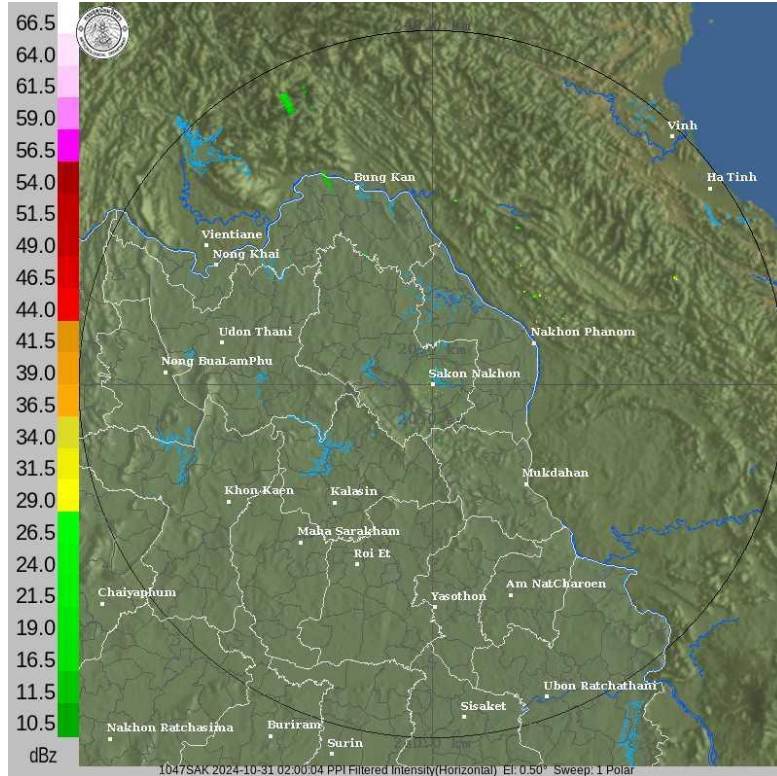 66.5
64.0
61.5
59.0
56.5
54.0
51.5
49.0
46.5
44.0
41.5
39.0
36.5
34.0
31.5
29.0
26.5
24.0
21.5
19.0
16.5
11.5
10.5
dBz
Vinh
Ha Tinh
Bung Kan
Vientiane
Nong Khai
Udon Thani
Nakhon Phanom
Nong BuaLamPhu
Sakon Nakhon
Mukdahan
Khon Kaen
Kalasin
Maha Sarakham
Roi Et
Am NatCharoen
Chaiyaphum
Yasothon
Ubon Ratchathani
Sisaket
Nakhon Ratchasima
Buriram
Surin
1047SAK 2024-10-31 02:00:04 PPI Filtered Intensity(Horizontal) El: 0.50° Sweep: 1 Polar